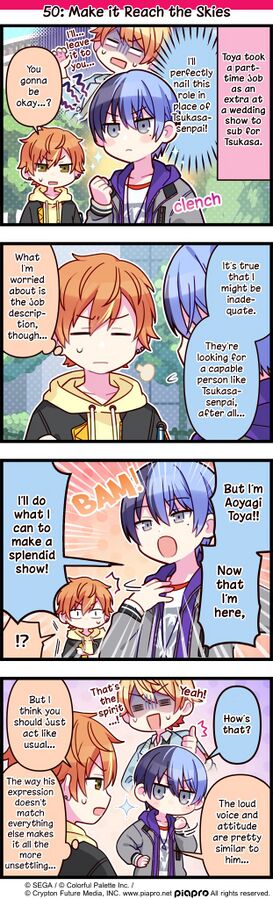 50: Make it Reach the Skies
Toya took a
part-time job
as an
extra at
a wedding
show to
sub for
Tsukasa.
I'll...
leave
it to
you...
I'll
perfectly
nail this
role in
place of
Tsukasa-
senpai!
You
gonna
be
okay...?
clench
It's true
that I
might be
inade-
quate.
They're
looking for
a capable
person like
Tsukasa-
senpai,
after all...
What
I'm
worried
about is
the job
descrip-
tion,
though...
But I'm
Aoyagi
Toya!!
Now that
I'm here,
BAM!
I'll do
what I
can to
make a
splendid
show!
!?
Yeah!
That's
the spirit
...!
How's
that?
The loud
voice and
attitude
are pretty
similar to
him...
But I
think you
should just
act like
usual...
The way his
expression
doesn't
match
everything
else makes
it all the
more
unsettling...
© SEGA / © Colorful Palette Inc. /
© Crypton Future Media, INC. www.piapro.net piapro All rights reserved.